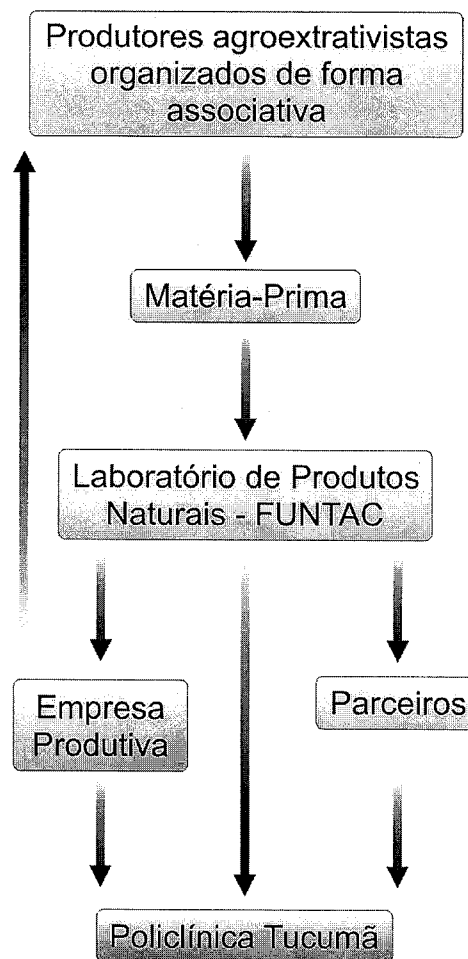 Produtores agroextrativistas
organizados de forma
associativa
Matéria-Prima
Laboratório de Produtos
Naturais - FUNTAC
Empresa
Produtiva
Parceiros
Policlínica Tucumã